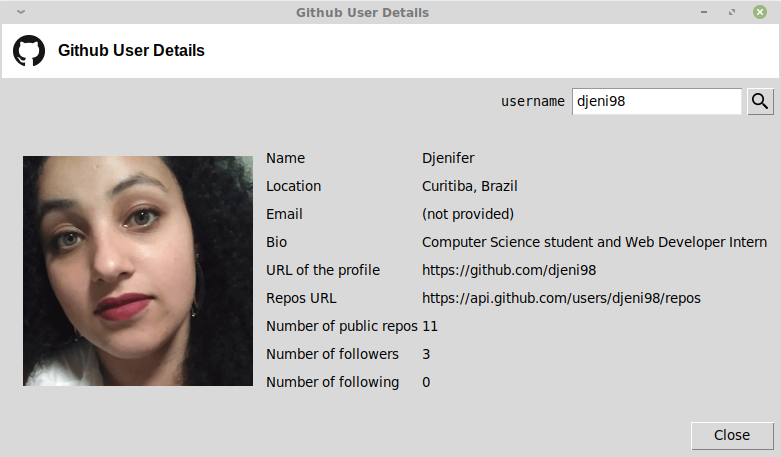 Github User Details
Github User Details
username djeni98
Name Djenifer
Location Curitiba, Brazil
Email (not provided)
Bio Computer Science student and Web Developer Intern
URL of the profile https://github.com/djeni98
Repos URL https://api.github.com/users/djeni98/repos
Number of public repos 11
Number of followers 3
Number of following 0
Close